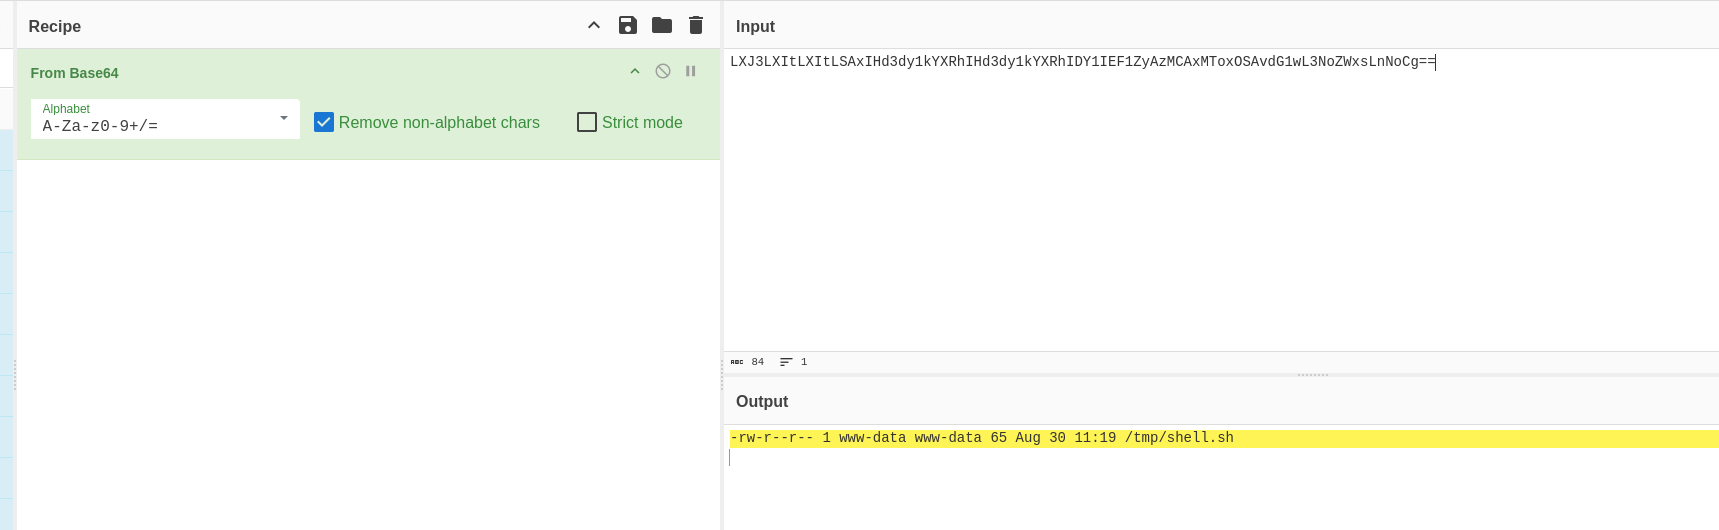 Recipe
From Base64
Alphabet
A-Za-z0-9+/=
Remove non-alphabet chars
Strict mode
Input
LXJ3LXItLXItLSAxIHd3dy1kYXRhIHd3dy1kYXRhIDY1IEF1ZyAzMCAxMToxOSAvdG1wL3NoZWxsLnNoCg==
ABC 84 1
Output
-rw-r--r-- 1 www-data www-data 65 Aug 30 11:19 /tmp/shell.sh